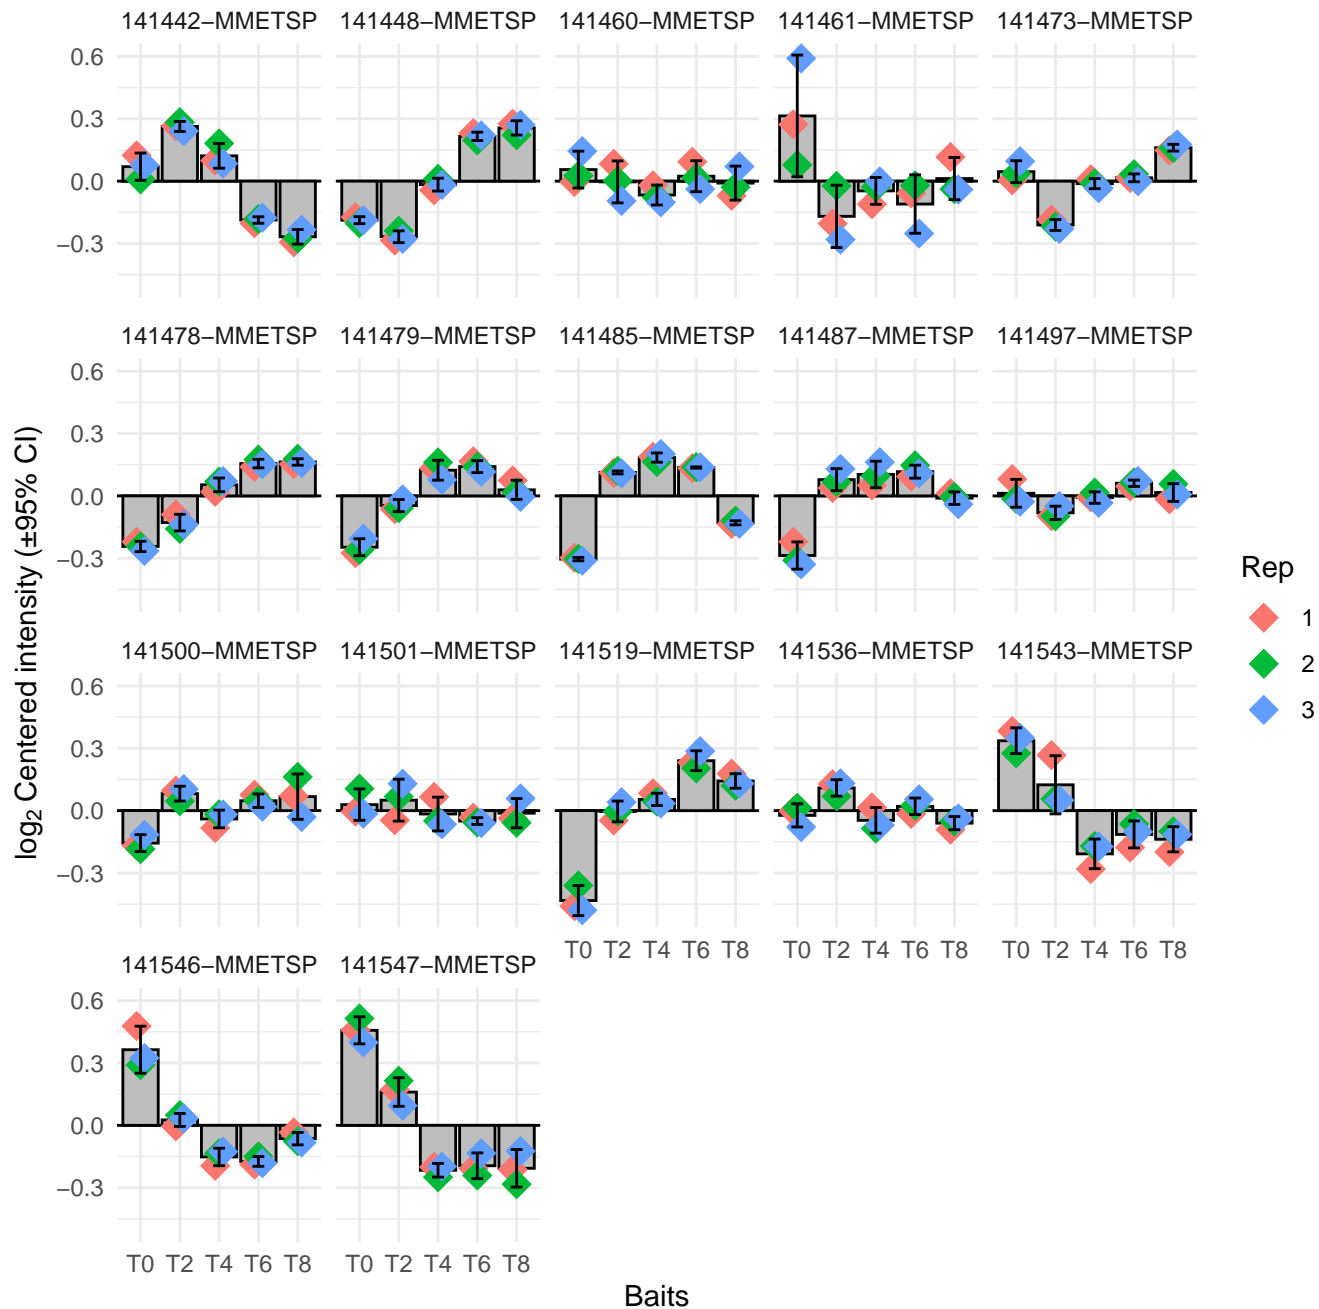 141442−MMETSP 141448−MMETSP 141460−MMETSP 141461−MMETSP 141473−MMETSP
0.6
0.3
0.0
−0.3
141478−MMETSP 141479−MMETSP 141485−MMETSP 141487−MMETSP 141497−MMETSP
0.6
0.3
0.0
−0.3
141500−MMETSP 141501−MMETSP 141519−MMETSP 141536−MMETSP 141543−MMETSP
0.6
0.3
0.0
−0.3
T0 T2 T4 T6 T8 T0 T2 T4 T6 T8 T0 T2 T4 T6 T8
141546−MMETSP 141547−MMETSP
0.6
0.3
0.0
−0.3
T0 T2 T4 T6 T8 T0 T2 T4 T6 T8
Baits
log2 Centered intensity (±95% CI)
Rep
1
2
3